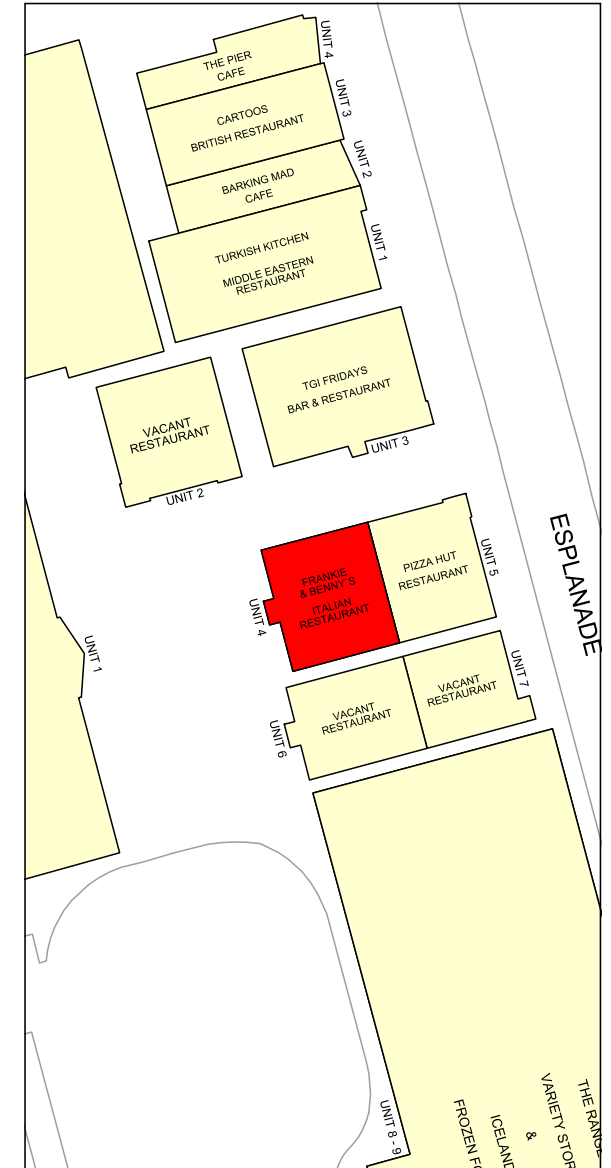 UNIT 4
THE PIER
CAFE
UNIT 3
CARTOOS
BRITISH RESTAURANT
UNIT 2
BARKING MAD
CAFE
UNIT 1
TURKISH KITCHEN
MIDDLE EASTERN
RESTAURANT
TGI FRIDAYS
BAR & RESTAURANT
UNIT 3
VACANT
RESTAURANT
UNIT 2
ESPLANADE
UNIT 5
PIZZA HUT
RESTAURANT
FRANKIE
& BENNY`S
ITALIAN
RESTAURANT
UNIT 4
UNIT 1
UNIT 7
VACANT
RESTAURANT
VACANT
RESTAURANT
UNIT 6
THE RANGE
VARIETY STOR
&
ICELAND
FROZEN FO
UNIT 8 - 9